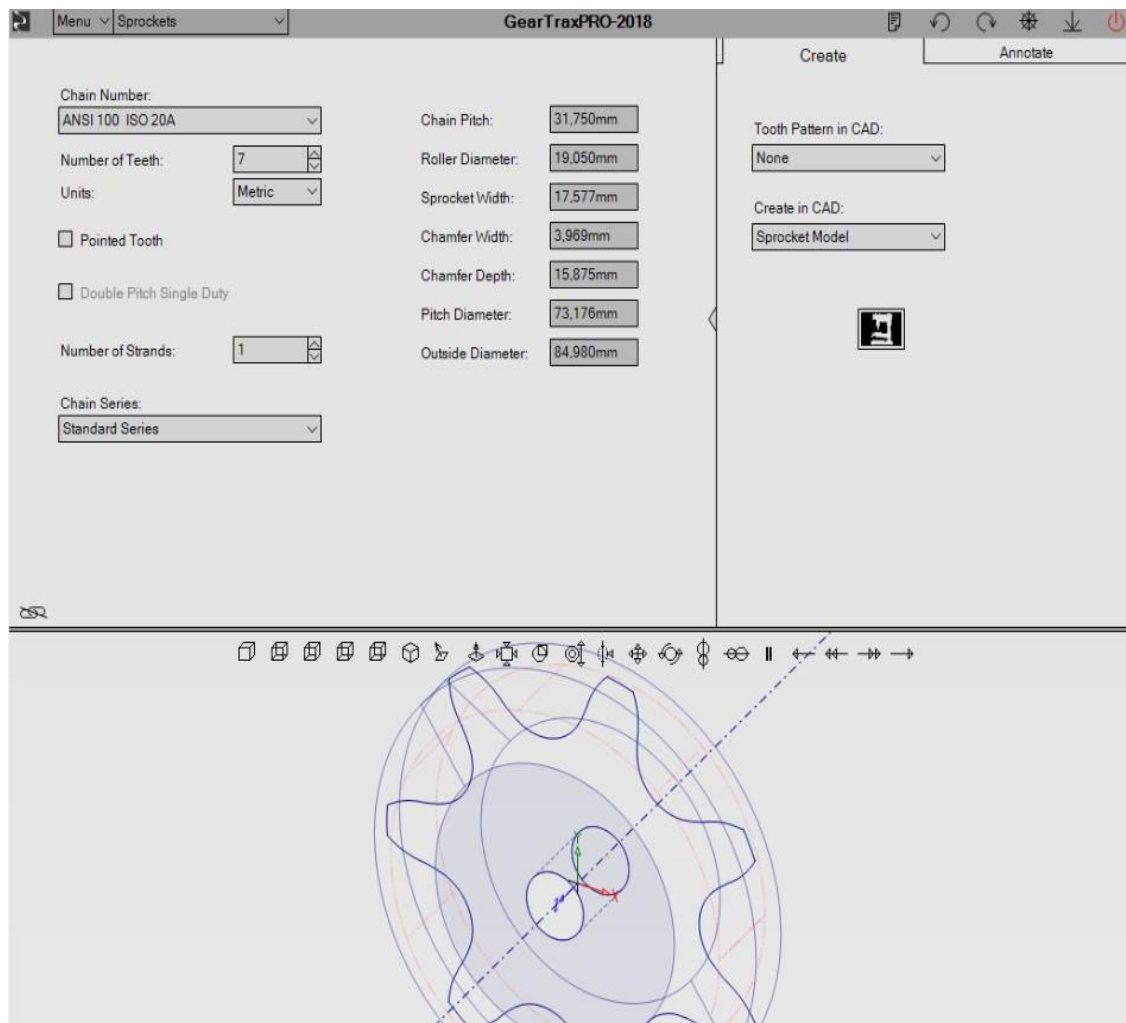 Menu Sprockets GearTraxPRO-2018
Create Annotate
Chain Number:
ANSI 100 ISO 20A
Number of Teeth: 7
Units: Metric
Pointed Tooth
Double Pitch Single Duty
Number of Strands: 1
Chain Series:
Standard Series
Chain Pitch: 31,750mm
Roller Diameter: 19,050mm
Sprocket Width: 17,577mm
Chamfer Width: 3,969mm
Chamfer Depth: 15,875mm
Pitch Diameter: 73,176mm
Outside Diameter: 84,980mm
Tooth Pattern in CAD:
None
Create in CAD:
Sprocket Model
Y
X